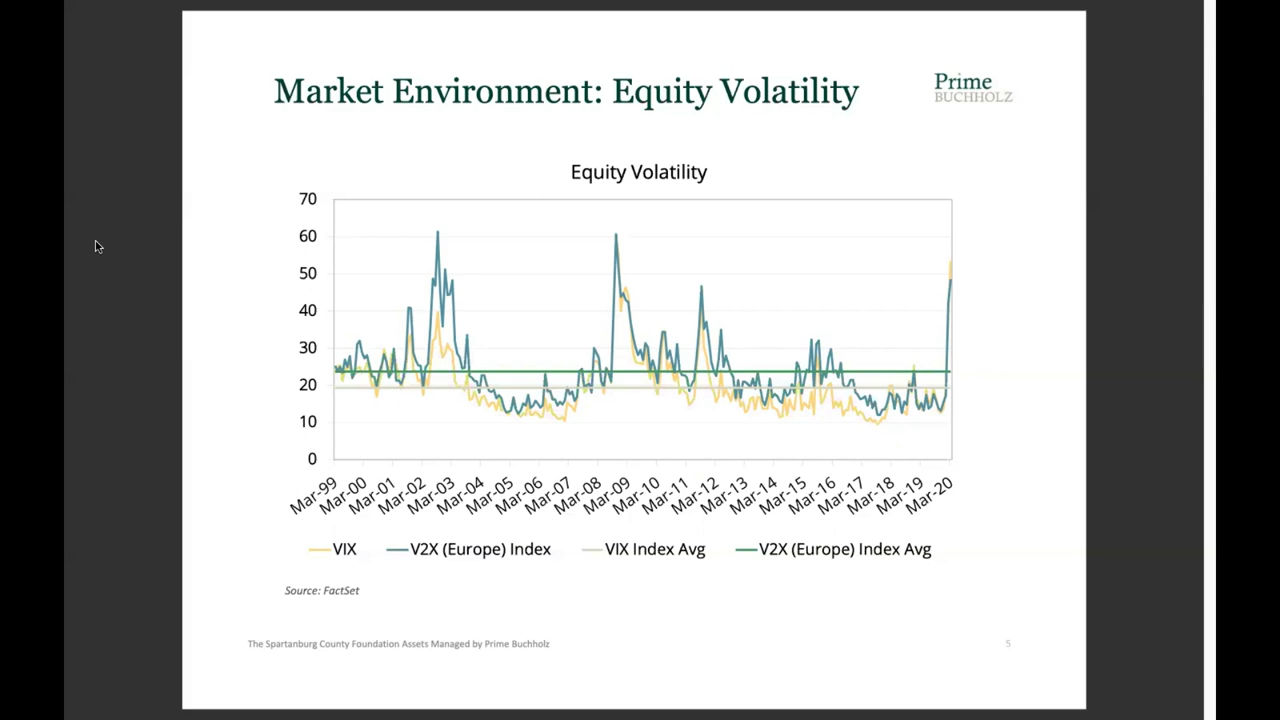 Market Environment: Equity Volatility
Prime
BUCHHOLZ
Equity Volatility
70
60
50
40
30
20
10
0
Mar-99
Mar-00
Mar-01
Mar-02
Mar-03
Mar-04
Mar-05
Mar-06
Mar-07
Mar-08
Mar-09
Mar-10
Mar-11
Mar-12
Mar-13
Mar-14
Mar-15
Mar-16
Mar-17
Mar-18
Mar-19
Mar-20
VIX V2X (Europe) Index VIX Index Avg V2X (Europe) Index Avg
Source: FactSet
The Spartanburg County Foundation Assets Managed by Prime Buchholz 5